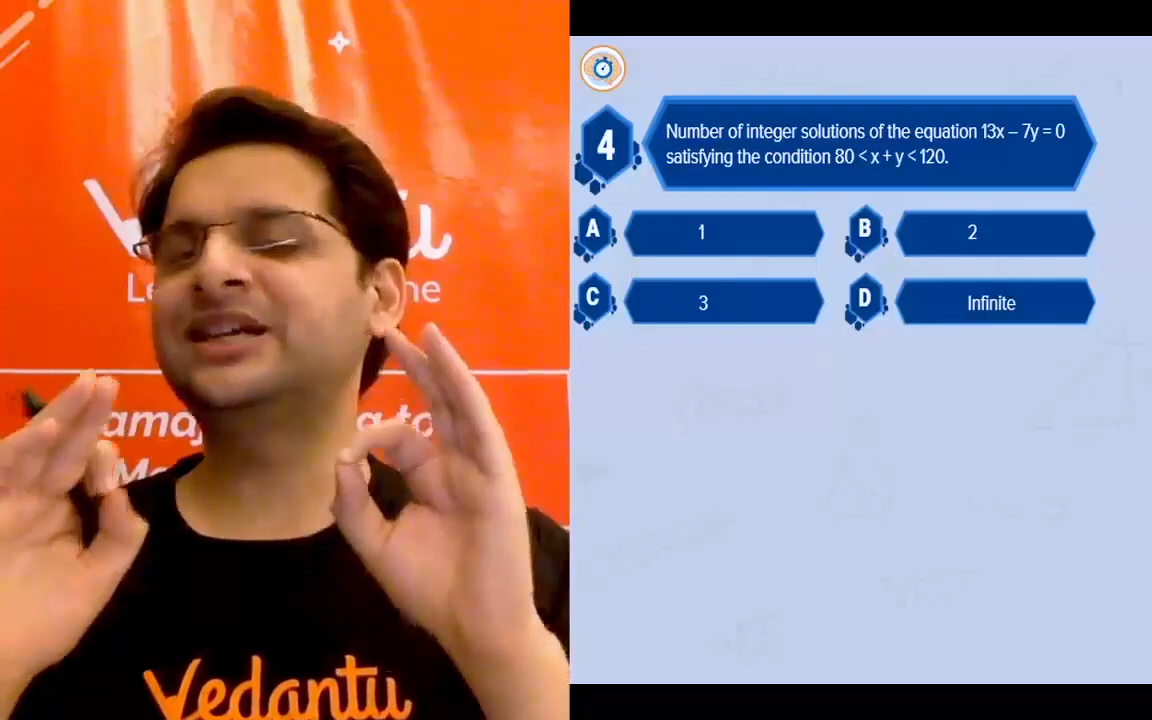 4
Number of integer solutions of the equation 13x – 7y = 0
satisfying the condition 80 < x + y < 120.
A
1
B
2
C
3
D
Infinite
Vedantu